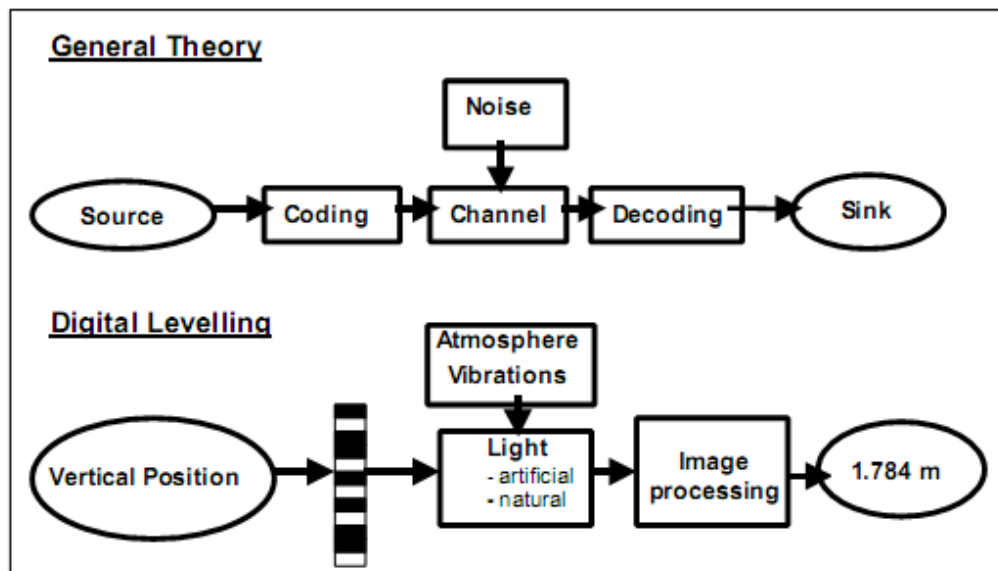 General Theory
Noise
Source
Coding
Channel
Decoding
Sink
Digital Levelling
Atmosphere
Vibrations
Vertical Position
Light
- artificial
- natural
Image
processing
1.784 m